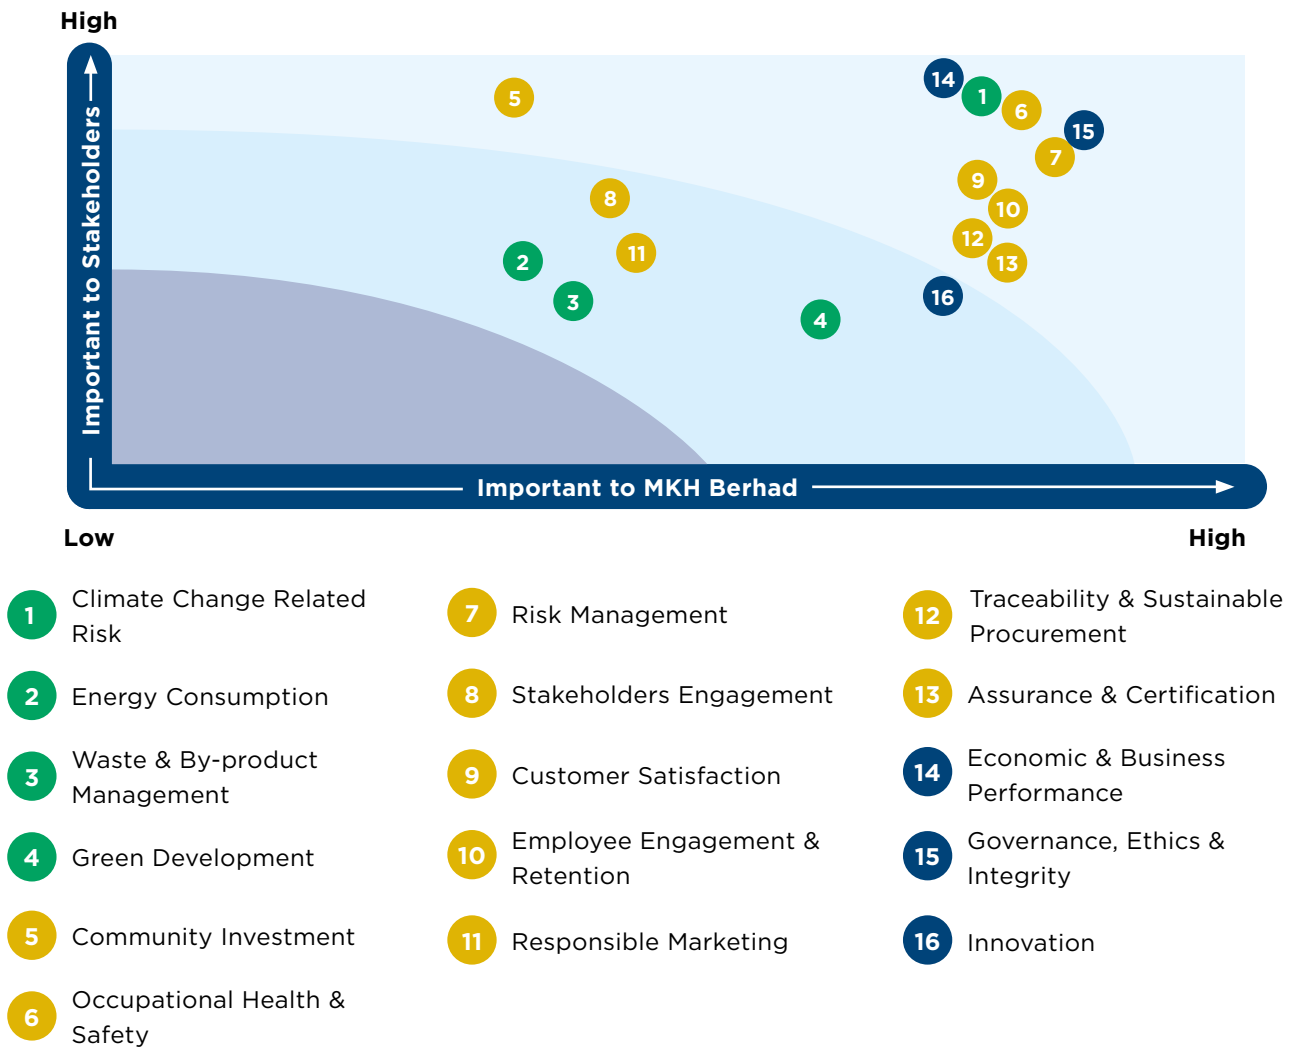 High
Important to Stakeholders
14
1
5
6
15
7
9
8
10
12
11
2
13
16
3
4
Important to MKH Berhad
Low
High
1
Climate Change Related
Risk
2
Energy Consumption
3
Waste & By-product
Management
4
Green Development
5
Community Investment
6
Occupational Health &
Safety
7
Risk Management
8
Stakeholders Engagement
9
Customer Satisfaction
10
Employee Engagement &
Retention
11
Responsible Marketing
12
Traceability & Sustainable
Procurement
13
Assurance & Certification
14
Economic & Business
Performance
15
Governance, Ethics &
Integrity
16
Innovation